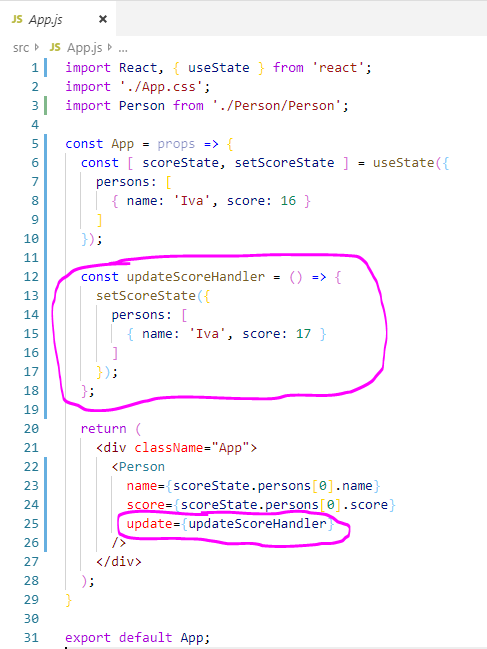 JS App.js ×
src JS App.js ...
1 import React, { useState } from 'react';
2 import './App.css';
3 import Person from './Person/Person';
4
5 const App = props => {
6   const [ scoreState, setScoreState ] = useState({
7     persons: [
8       { name: 'Iva', score: 16 }
9     ]
10   });
11
12   const updateScoreHandler = () => {
13     setScoreState({
14       persons: [
15         { name: 'Iva', score: 17 }
16       ]
17     });
18   };
19
20   return (
21     <div className="App">
22       <Person
23         name={scoreState.persons[0].name}
24         score={scoreState.persons[0].score}
25         update={updateScoreHandler}
26       />
27     </div>
28   );
29 }
30
31 export default App;